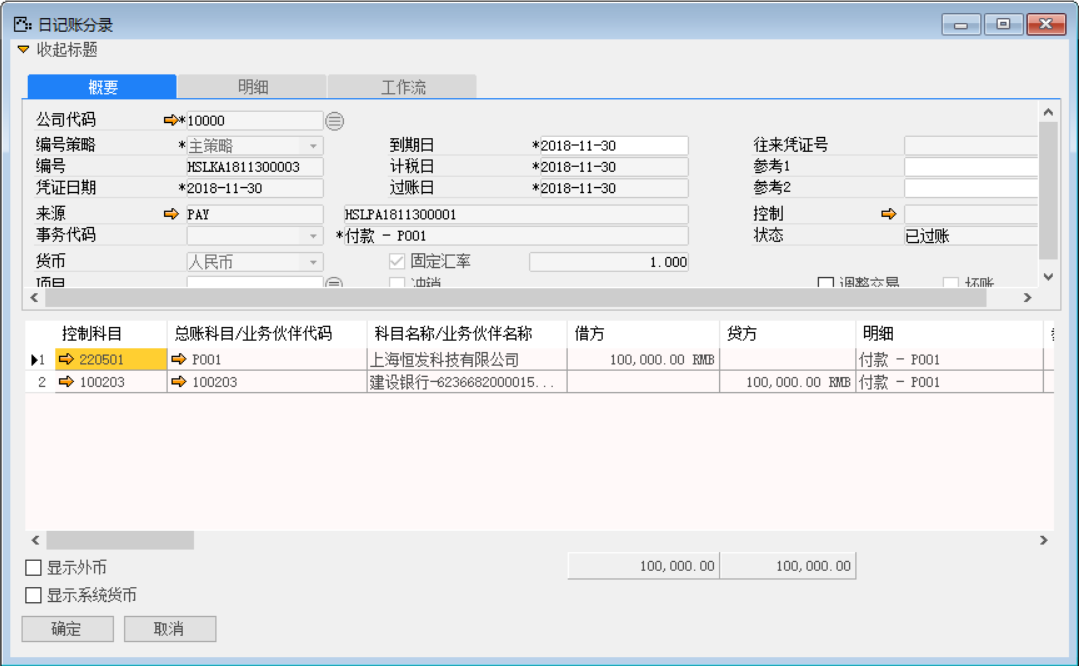 日记账分录
收起标题
概要 明细 工作流
公司代码 *10000
编号策略 *主策略 到期日 *2018-11-30 往来凭证号
编号 HSLKA1811300003 计税日 *2018-11-30 参考1
凭证日期 *2018-11-30 过账日 *2018-11-30 参考2
来源 PAY HSLPA1811300001 控制
事务代码 *付款 - P001 状态 已过账
货币 人民币 固定汇率 1.000
项目 冲销 调整交易 坏账
控制科目 总账科目/业务伙伴代码 科目名称/业务伙伴名称 借方 贷方 明细
1 220501 P001 上海恒发科技有限公司 100,000.00 RMB 付款 - P001
2 100203 100203 建设银行-6236682000015... 100,000.00 RMB 付款 - P001
显示外币 100,000.00 100,000.00
显示系统货币
确定 取消